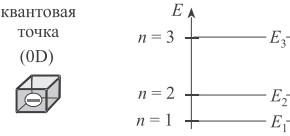 квантовая
точка
(0D)
E
n = 3
E₃
n = 2
E₂
n = 1
E₁